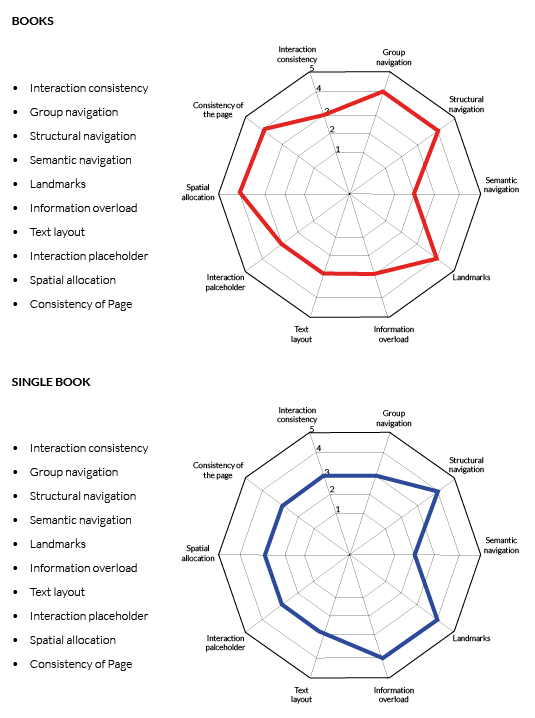 BOOKS
• Interaction consistency
• Group navigation
• Structural navigation
• Semantic navigation
• Landmarks
• Information overload
• Text layout
• Interaction placeholder
• Spatial allocation
• Consistency of Page
Interaction
consistency
Group
navigation
Structural
navigation
Semantic
navigation
Landmarks
Information
overload
Text
layout
Interaction
palceholder
Spatial
allocation
Consistency of
the page
5
4
3
2
1
SINGLE BOOK
• Interaction consistency
• Group navigation
• Structural navigation
• Semantic navigation
• Landmarks
• Information overload
• Text layout
• Interaction placeholder
• Spatial allocation
• Consistency of Page
Interaction
consistency
Group
navigation
Structural
navigation
Semantic
navigation
Landmarks
Information
overload
Text
layout
Interaction
palceholder
Spatial
allocation
Consistency of
the page
5
4
3
2
1